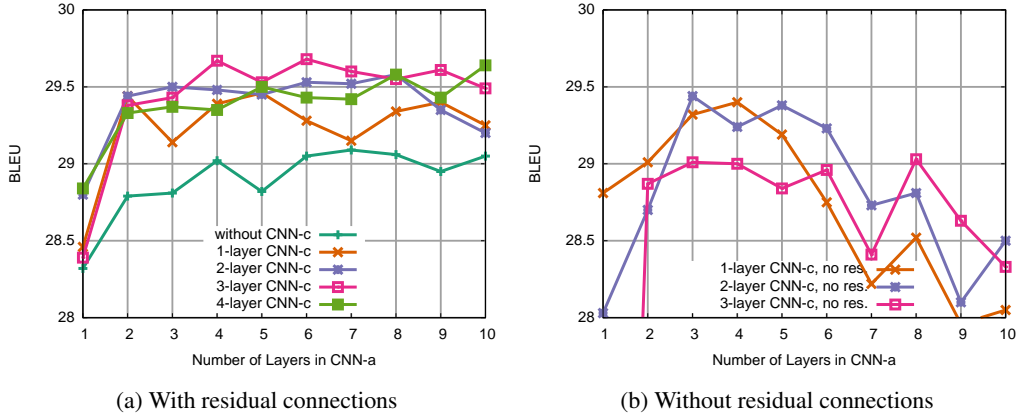 30
29.5
29
28.5
28
BLEU
without CNN-c
1-layer CNN-c
2-layer CNN-c
3-layer CNN-c
4-layer CNN-c
1 2 3 4 5 6 7 8 9 10
Number of Layers in CNN-a
(a) With residual connections
30
29.5
29
28.5
28
BLEU
1-layer CNN-c, no res.
2-layer CNN-c, no res.
3-layer CNN-c, no res.
1 2 3 4 5 6 7 8 9 10
Number of Layers in CNN-a
(b) Without residual connections